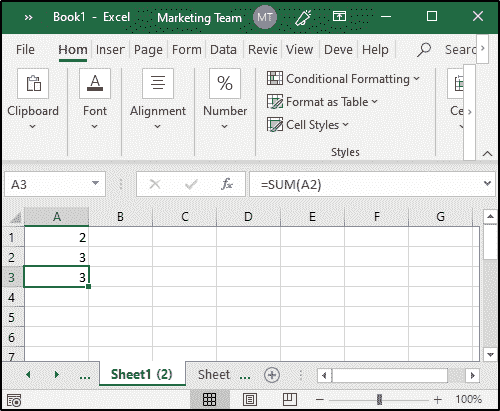 Book1 - Excel Marketing Team MT
File Hom Inser Page Form Data Revie View Deve Help Searc
Clipboard Font Alignment Number Conditional Formatting Format as Table Cell Styles Ce
Styles
A3 fx =SUM(A2)
A B C D E F G
1 2
2 3
3 3
4
5
6
7
... Sheet1 (2) Sheet ...
100%